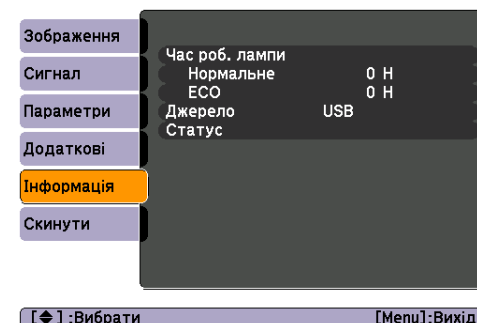 Зображення
Сигнал
Параметри
Додаткові
Інформація
Скинути
Час роб. лампи
Нормальне 0 H
ECO 0 H
Джерело USB
Статус
[◆] :Вибрати [Menu]:Вихід